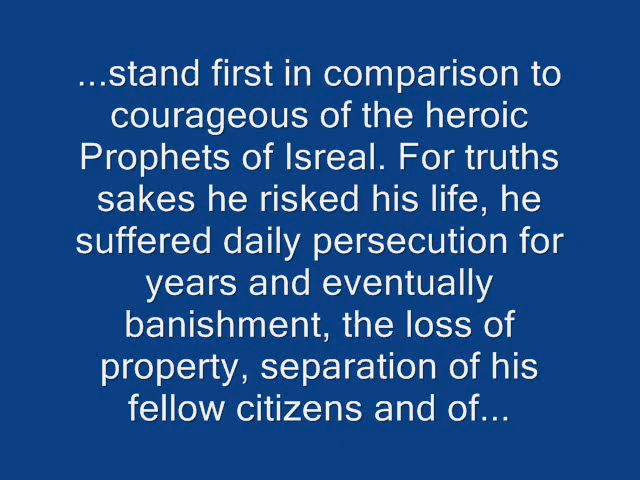 ...stand first in comparison to
courageous of the heroic
Prophets of Isreal. For truths
sakes he risked his life, he
suffered daily persecution for
years and eventually
banishment, the loss of
property, separation of his
fellow citizens and of...